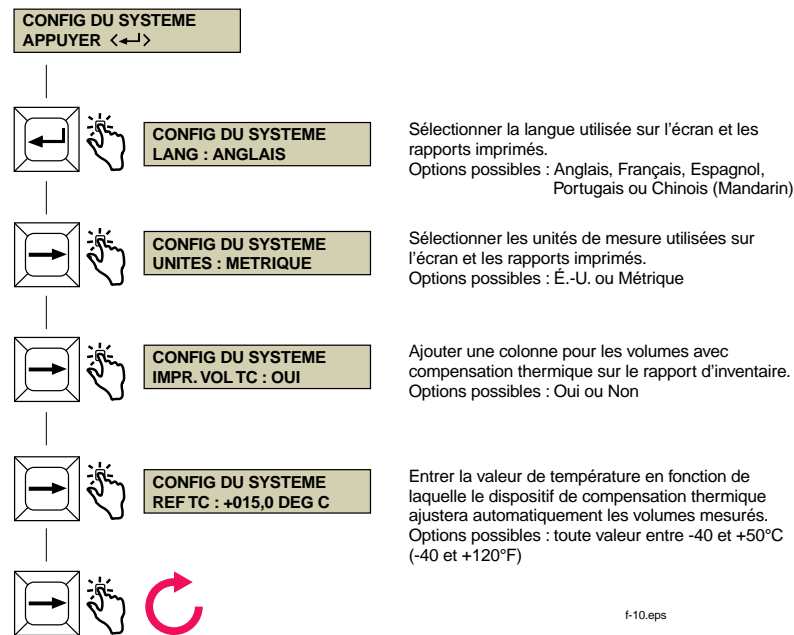 CONFIG DU SYSTEME
APPUYER <↵>
CONFIG DU SYSTEME
LANG : ANGLAIS
Sélectionner la langue utilisée sur l'écran et les
rapports imprimés.
Options possibles : Anglais, Français, Espagnol,
Portugais ou Chinois (Mandarin)
CONFIG DU SYSTEME
UNITES : METRIQUE
Sélectionner les unités de mesure utilisées sur
l'écran et les rapports imprimés.
Options possibles : É.-U. ou Métrique
CONFIG DU SYSTEME
IMPR. VOL TC : OUI
Ajouter une colonne pour les volumes avec
compensation thermique sur le rapport d'inventaire.
Options possibles : Oui ou Non
CONFIG DU SYSTEME
REF TC : +015,0 DEG C
Entrer la valeur de température en fonction de
laquelle le dispositif de compensation thermique
ajustera automatiquement les volumes mesurés.
Options possibles : toute valeur entre -40 et +50°C
(-40 et +120°F)
f-10.eps